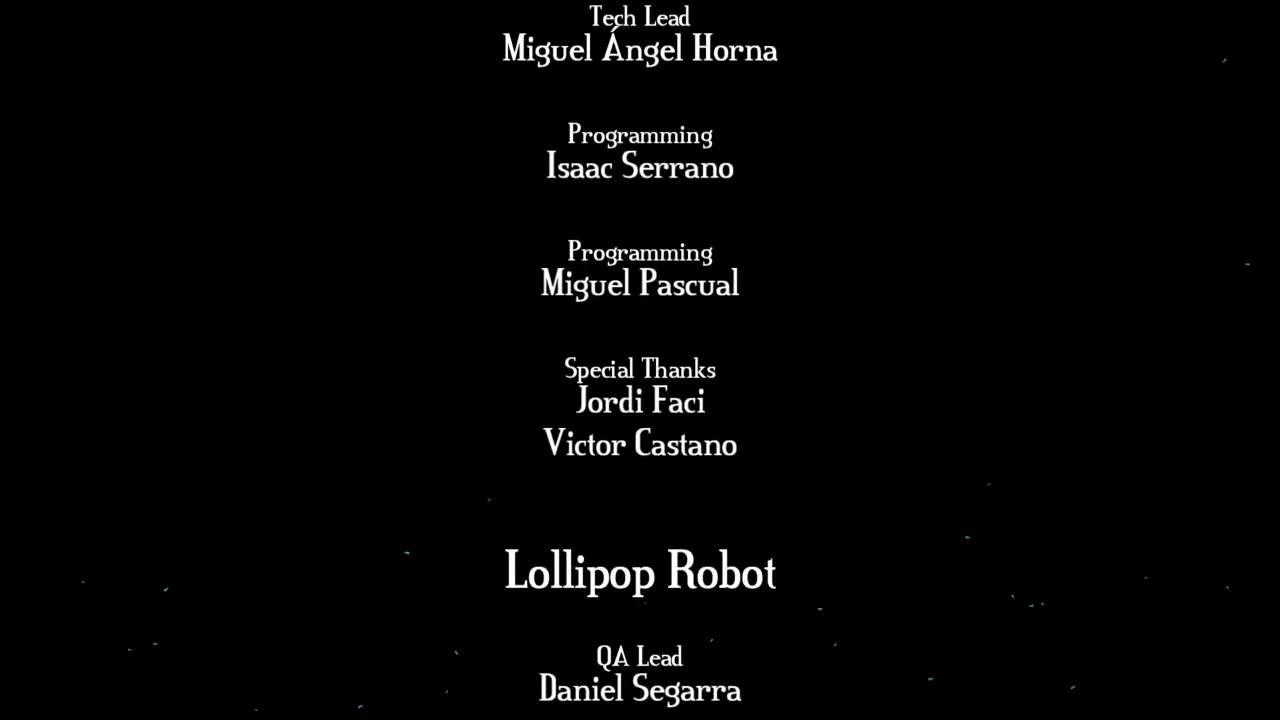 Tech Lead
Miguel Ángel Horna
Programming
Isaac Serrano
Programming
Miguel Pascual
Special Thanks
Jordi Faci
Victor Castano
Lollipop Robot
QA Lead
Daniel Segarra